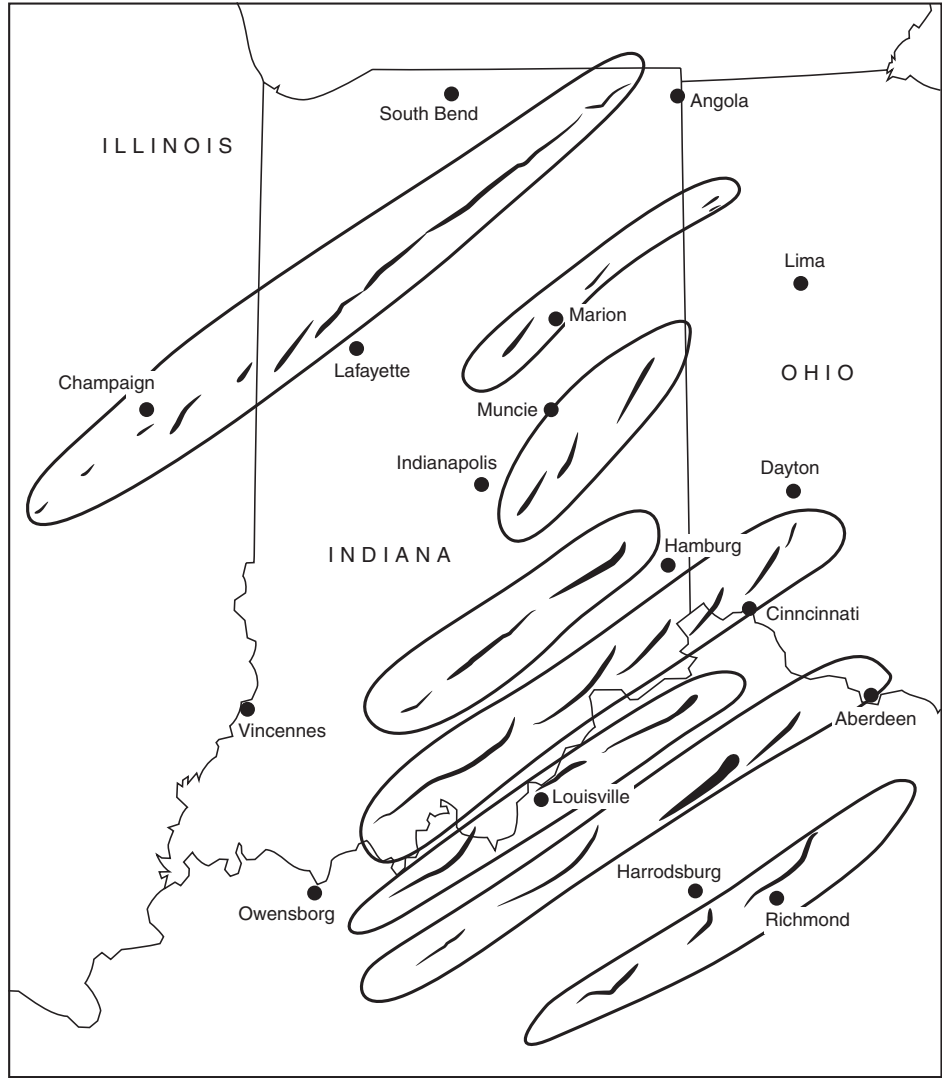 South Bend
Angola
ILLINOIS
Lima
Marion
Lafayette
OHIO
Champaign
Muncie
Indianapolis
Dayton
INDIANA
Hamburg
Cinncinnati
Aberdeen
Vincennes
Louisville
Harrodsburg
Owensborg
Richmond